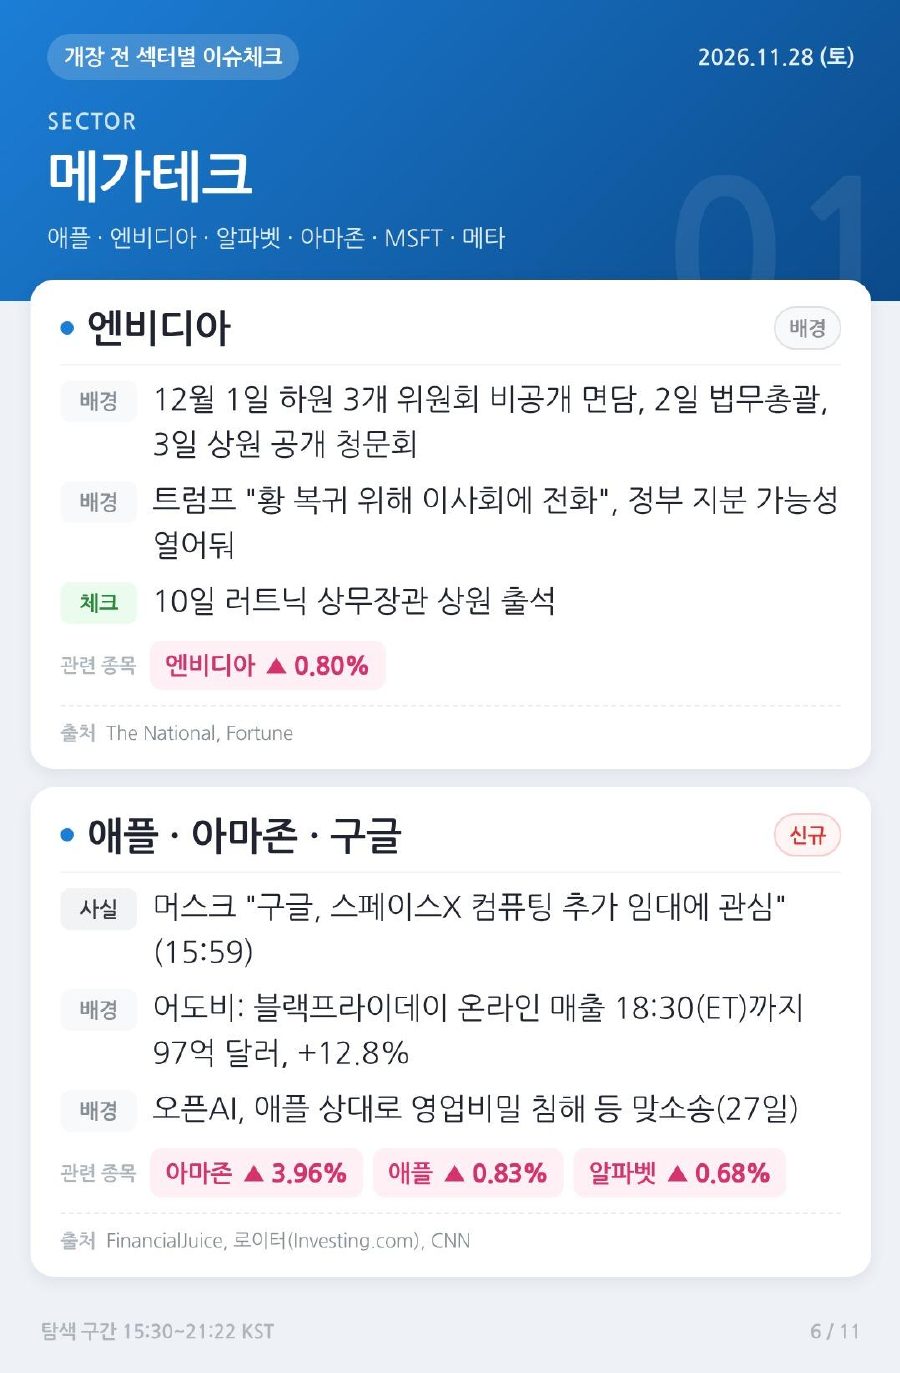 개장 전 섹터별 이슈체크
2026.11.28 (토)
SECTOR
메가테크
애플 · 엔비디아 · 알파벳 · 아마존 · MSFT · 메타
01
• 엔비디아
배경
배경 12월 1일 하원 3개 위원회 비공개 면담, 2일 법무총괄,
3일 상원 공개 청문회
배경 트럼프 "황 복귀 위해 이사회에 전화", 정부 지분 가능성
열어둬
체크 10일 러트닉 상무장관 상원 출석
관련 종목 엔비디아 ▲ 0.80%
출처 The National, Fortune
• 애플 · 아마존 · 구글
신규
사실 머스크 "구글, 스페이스X 컴퓨팅 추가 임대에 관심"
(15:59)
배경 어도비: 블랙프라이데이 온라인 매출 18:30(ET)까지
97억 달러, +12.8%
배경 오픈AI, 애플 상대로 영업비밀 침해 등 맞소송(27일)
관련 종목 아마존 ▲ 3.96% 애플 ▲ 0.83% 알파벳 ▲ 0.68%
출처 FinancialJuice, 로이터(Investing.com), CNN
탐색 구간 15:30~21:22 KST
6 / 11